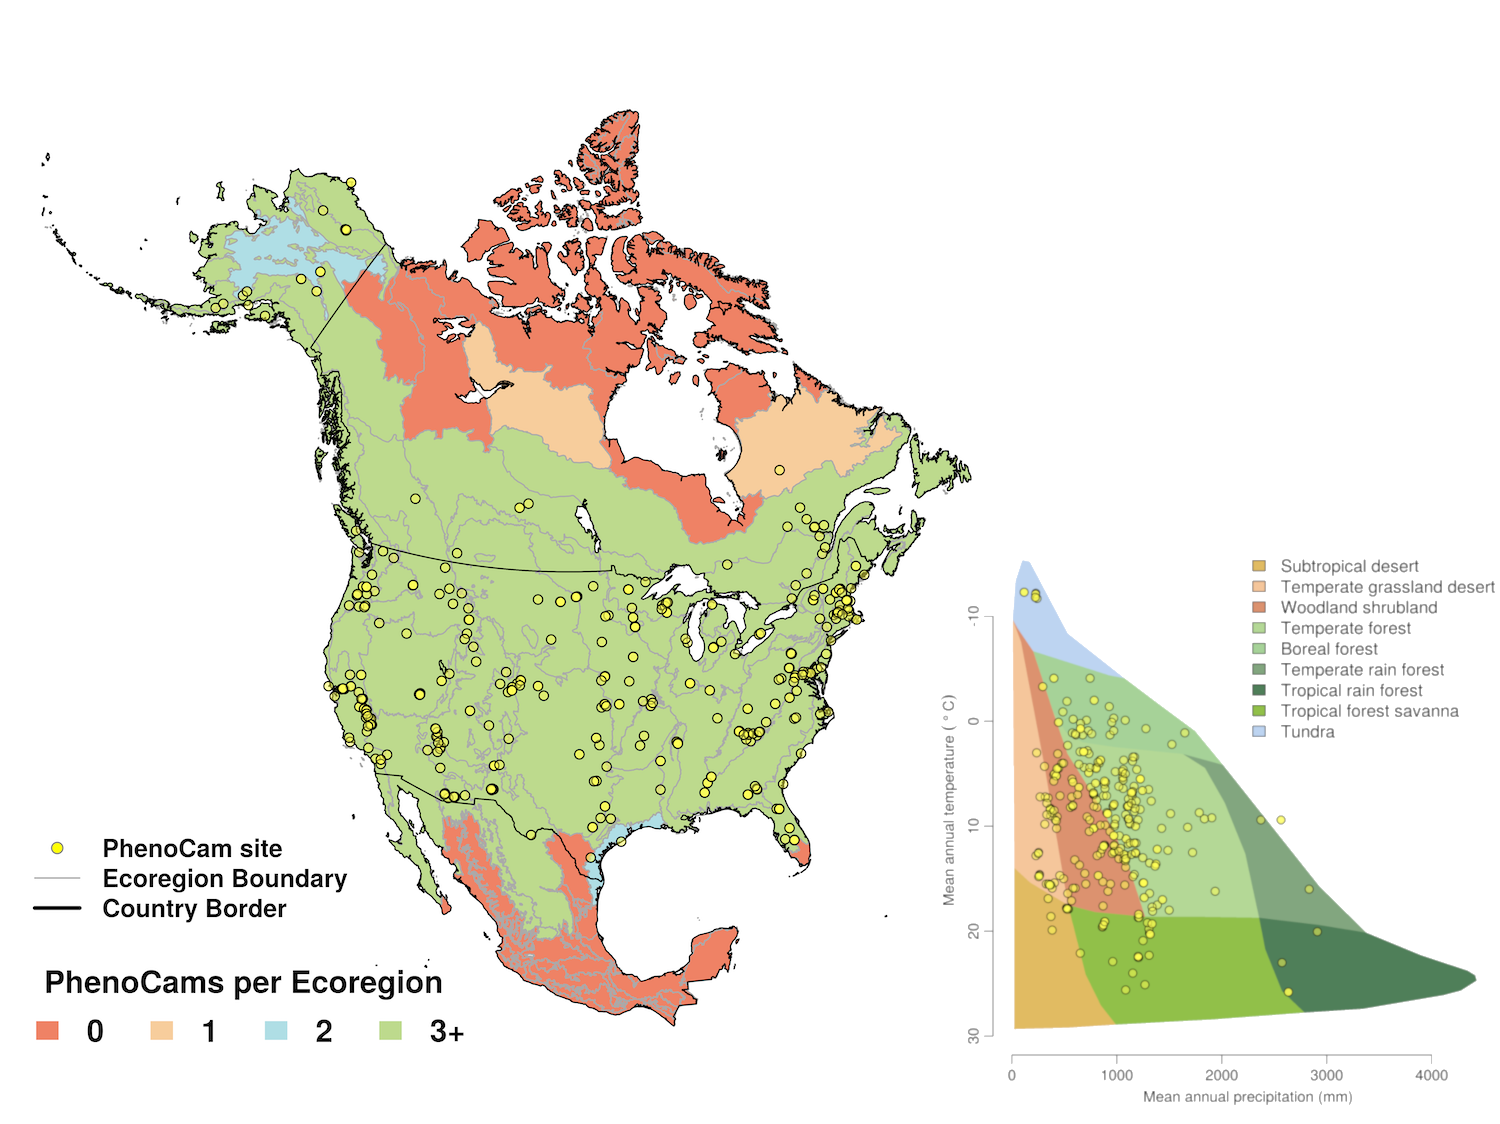 PhenoCam site
Ecoregion Boundary
Country Border
PhenoCams per Ecoregion
0 1 2 3+
Subtropical desert
Temperate grassland desert
Woodland shrubland
Temperate forest
Boreal forest
Temperate rain forest
Tropical rain forest
Tropical forest savanna
Tundra
Mean annual temperature ( ° C)
-10
0
10
20
30
0 1000 2000 3000 4000
Mean annual precipitation (mm)